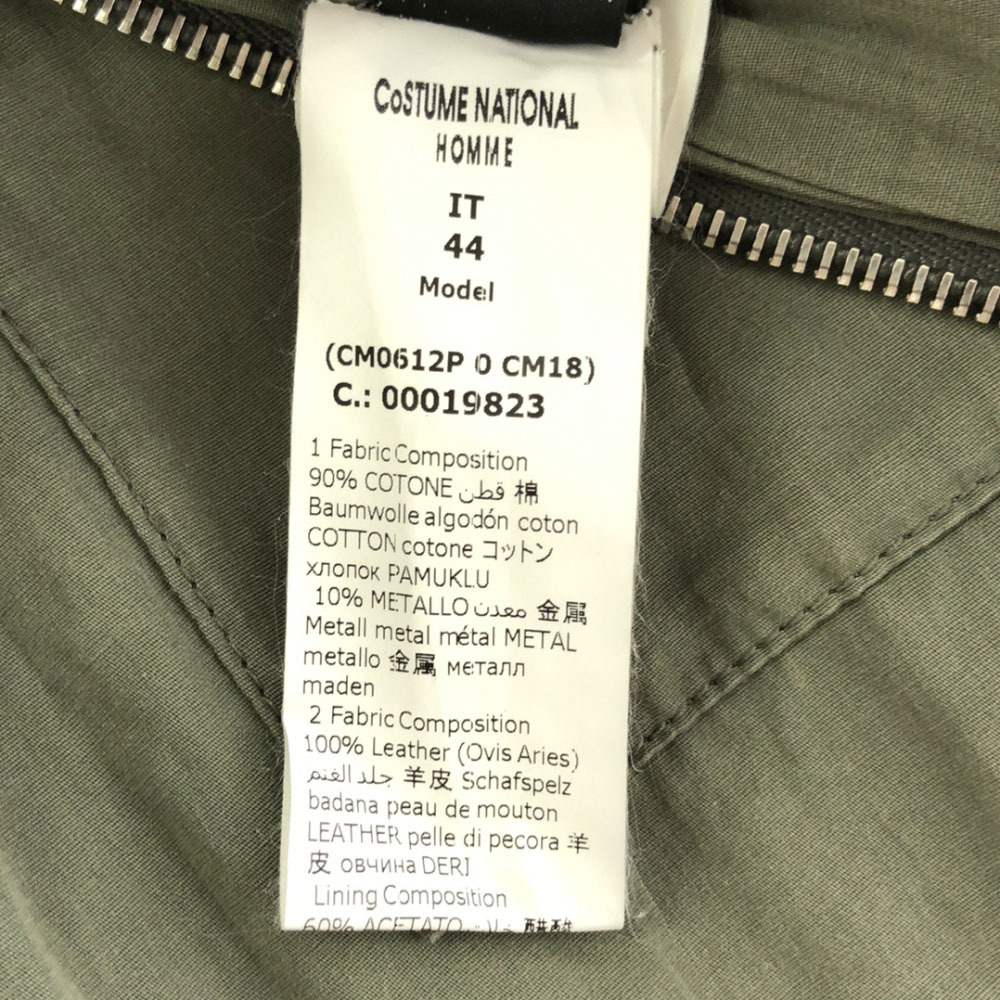 CoSTUME NATIONAL
HOMME
IT
44
Model
(CM0612P 0 CM18)
C.: 00019823
1 Fabric Composition
90% COTONE قطن 棉
Baumwolle algodón coton
COTTON cotone コットン
хлопок PAMUKLU
10% METALLO معدن 金属
Metall metal métal METAL
metallo 金属 металл
maden
2 Fabric Composition
100% Leather (Ovis Aries)
جلد الغنم 羊皮 Schafspelz
badana peau de mouton
LEATHER pelle di pecora 羊
皮 овчина DERI
Lining Composition
60% ACETATO